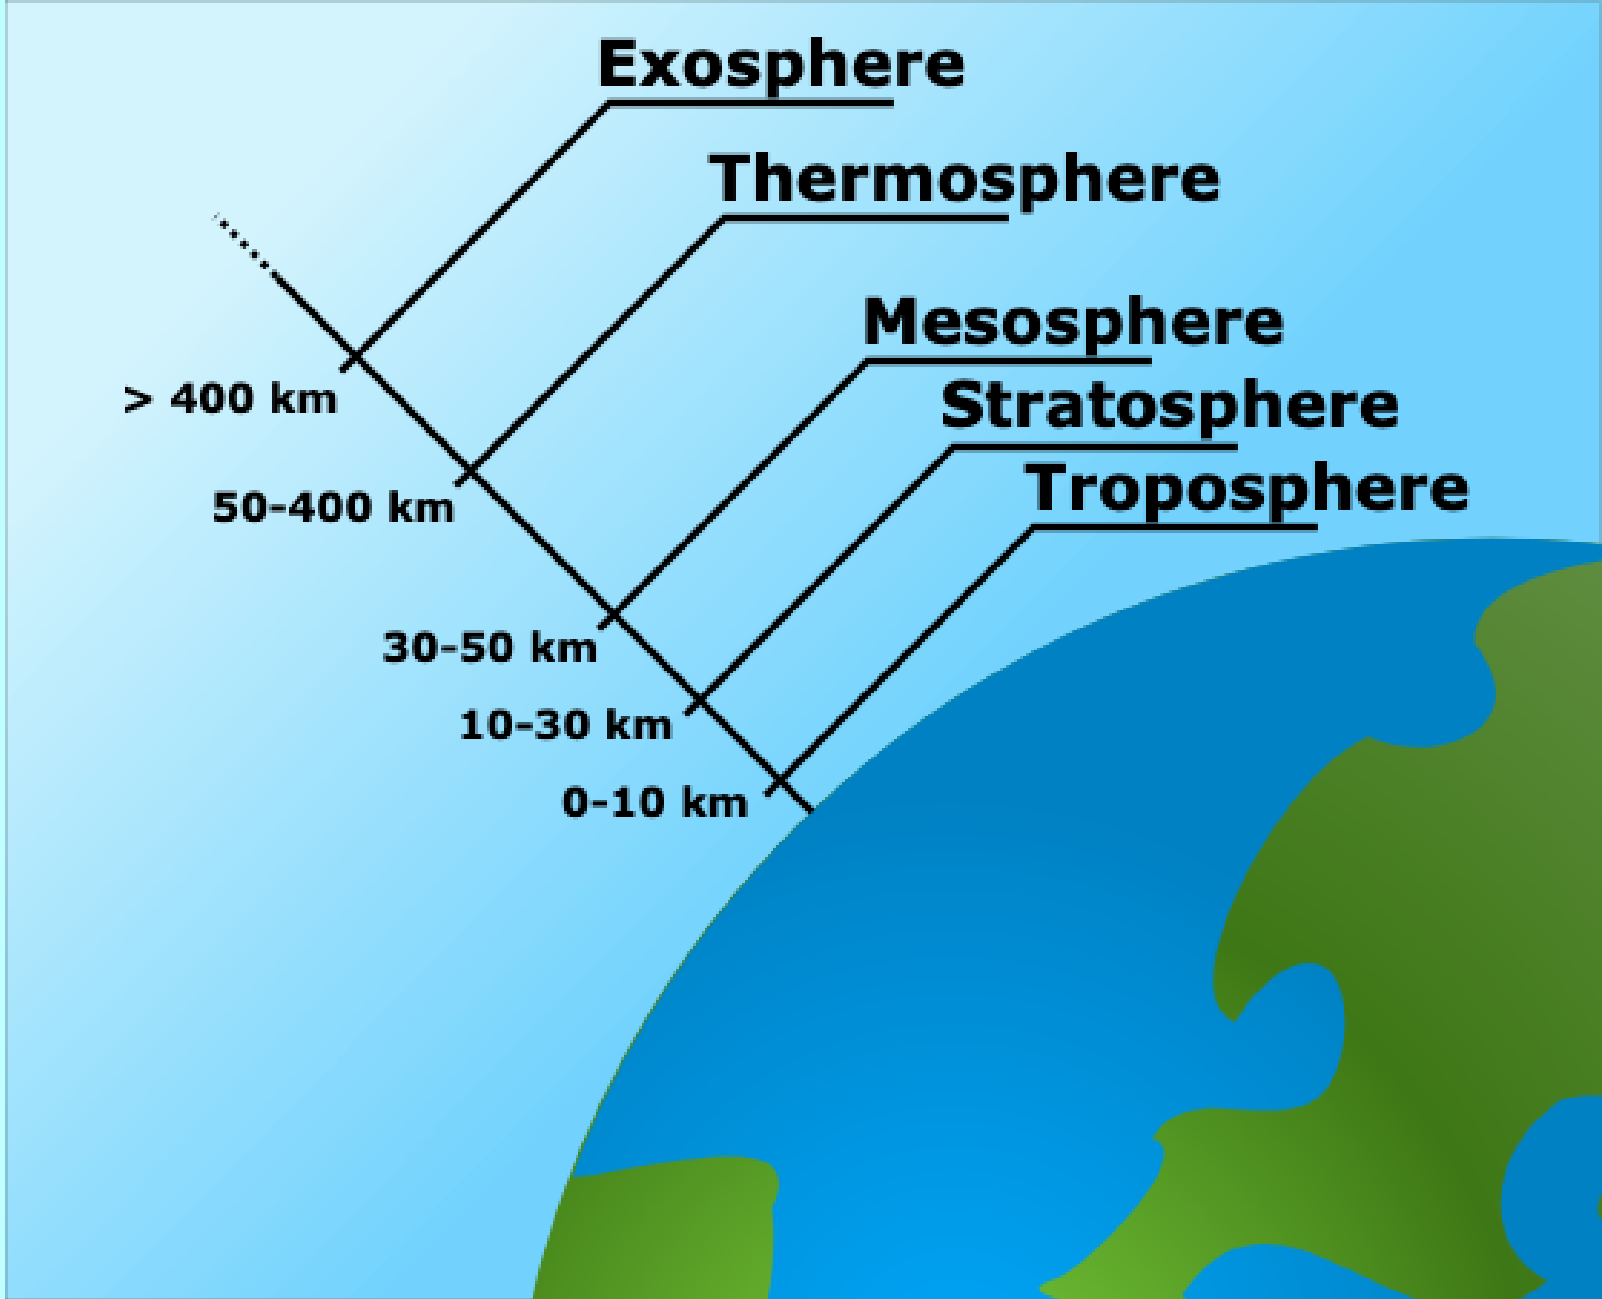 Exosphere
Thermosphere
Mesosphere
> 400 km
Stratosphere
Troposphere
50-400 km
30-50 km
10-30 km
0-10 km